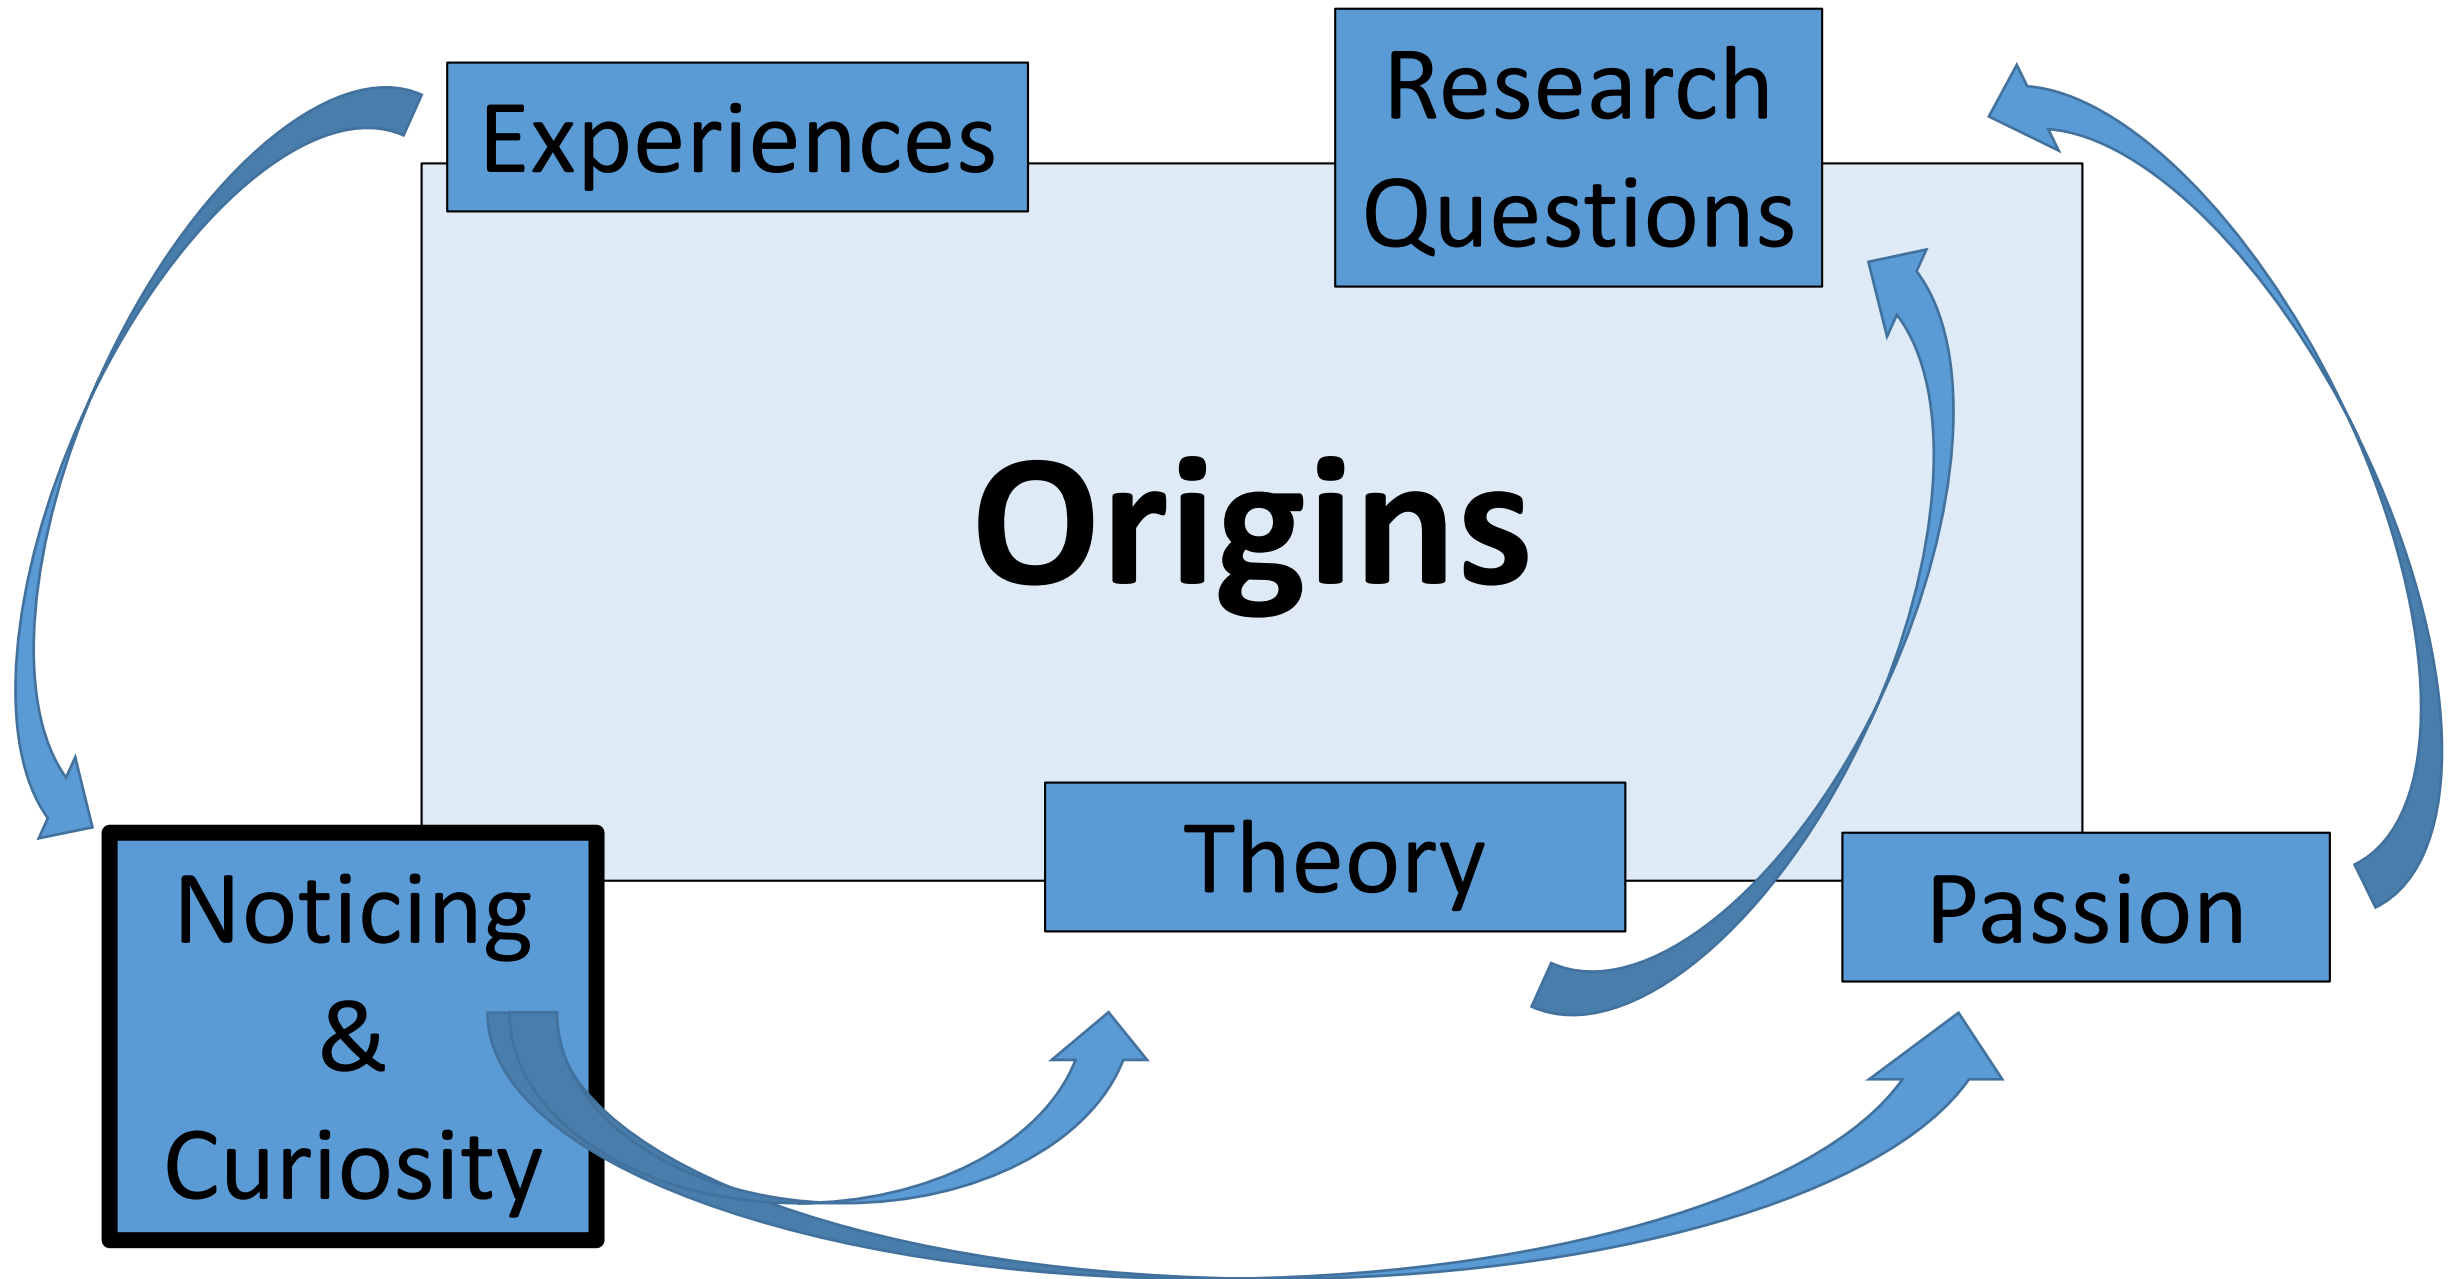 Experiences
Research
Questions
Origins
Theory
Passion
Noticing
&
Curiosity